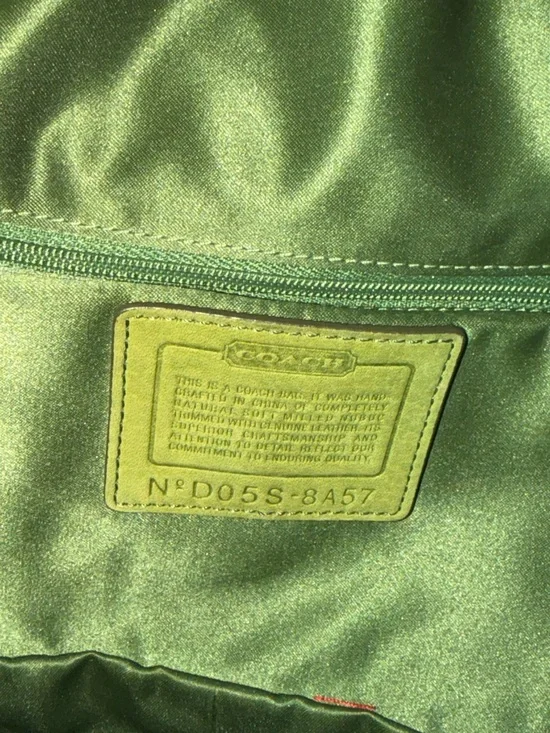 COACH
THIS IS A COACH BAG. IT WAS HAND-
CRAFTED IN CHINA OF COMPLETELY
NATURAL SOFT MILLED NUBUC
TRIMMED WITH GENUINE LEATHER. ITS
SUPERIOR CRAFTSMANSHIP AND
ATTENTION TO DETAIL REFLECT OUR
COMMITMENT TO ENDURING QUALITY.
Nº D05S-8A57